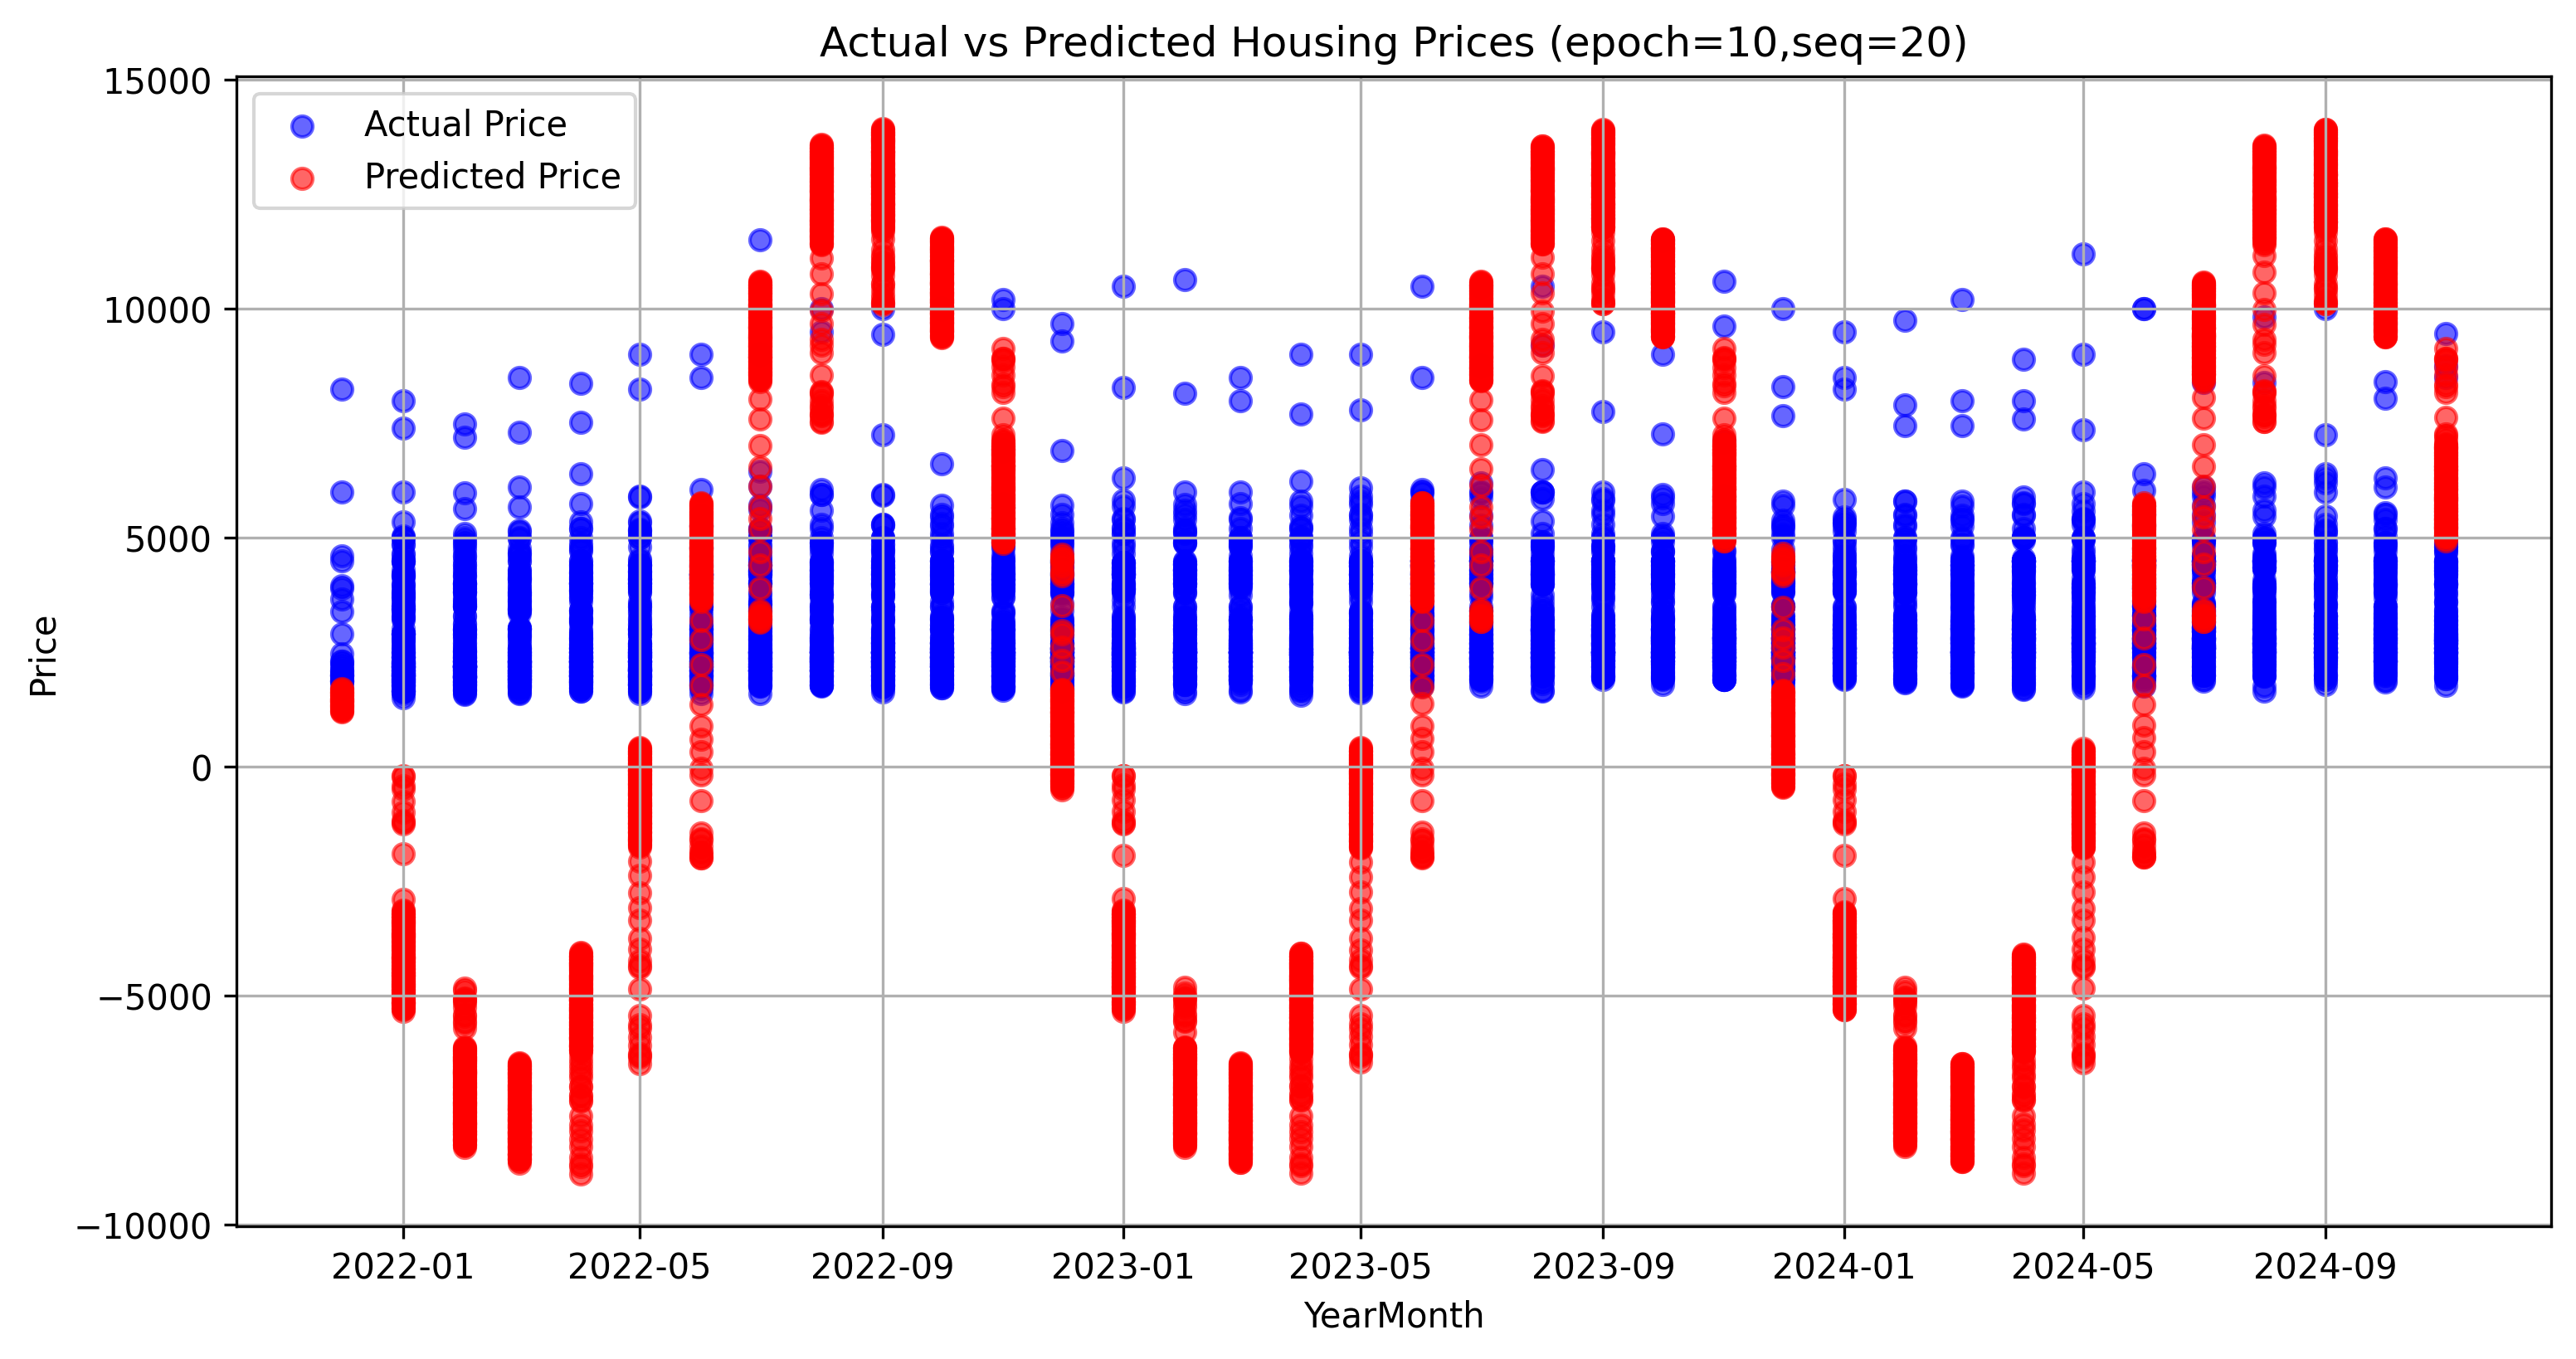 Actual vs Predicted Housing Prices (epoch=10,seq=20)
Actual Price
Predicted Price
15000
10000
5000
0
−5000
−10000
Price
2022-01 2022-05 2022-09 2023-01 2023-05 2023-09 2024-01 2024-05 2024-09
YearMonth